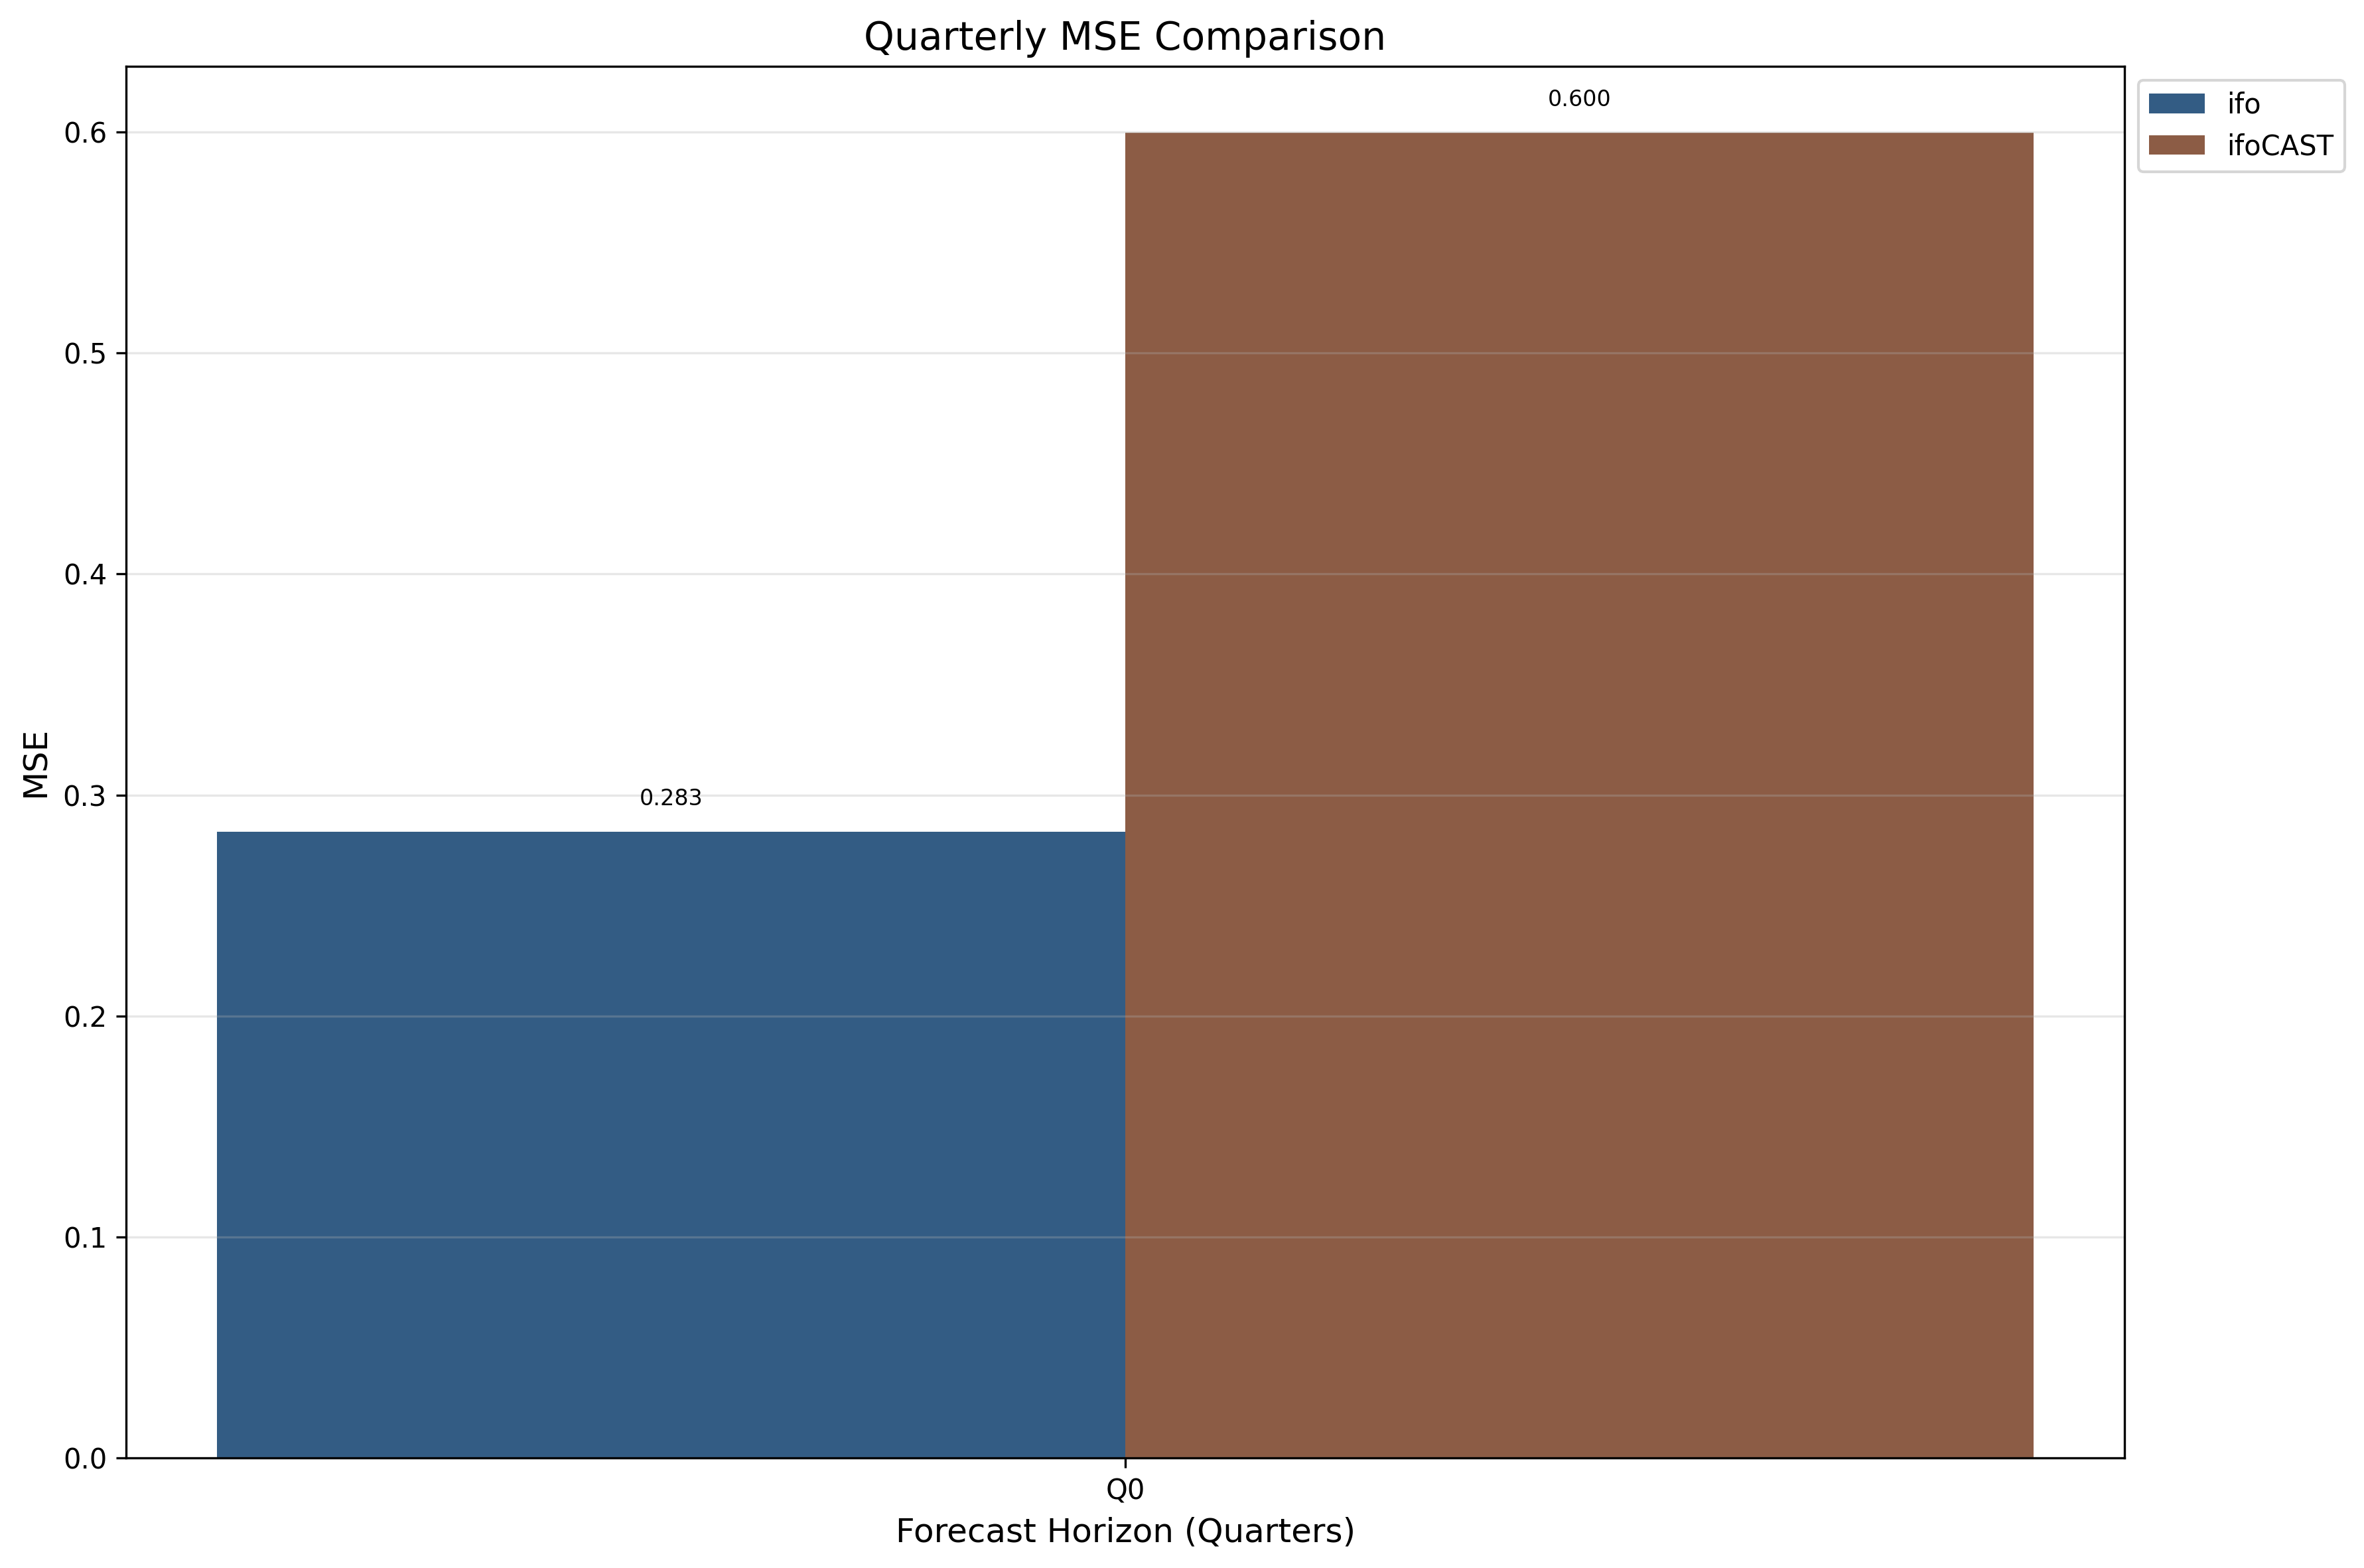 Quarterly MSE Comparison
0.600
ifo
ifoCAST
0.6
0.5
0.4
0.3
0.2
0.1
0.0
MSE
0.283
Q0
Forecast Horizon (Quarters)